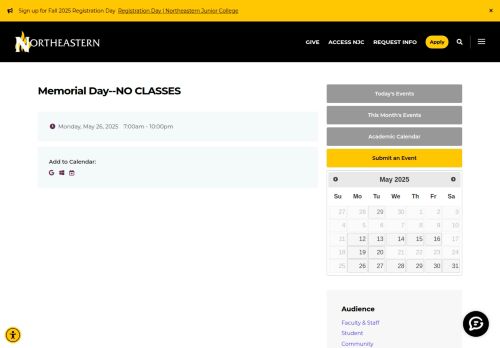 Sign up for Fall 2025 Registration Day Registration Day | Northeastern Junior College
×
NORTHEASTERN
GIVE
ACCESS NJC
REQUEST INFO
Apply
Memorial Day--NO CLASSES
Monday, May 26, 2025 7:00am - 10:00pm
Add to Calendar:
Today's Events
This Month's Events
Academic Calendar
Submit an Event
May 2025
Su Mo Tu We Th Fr Sa
27 28 29 30 1 2 3
4 5 6 7 8 9 10
11 12 13 14 15 16 17
18 19 20 21 22 23 24
25 26 27 28 29 30 31
Audience
Faculty & Staff
Student
Community